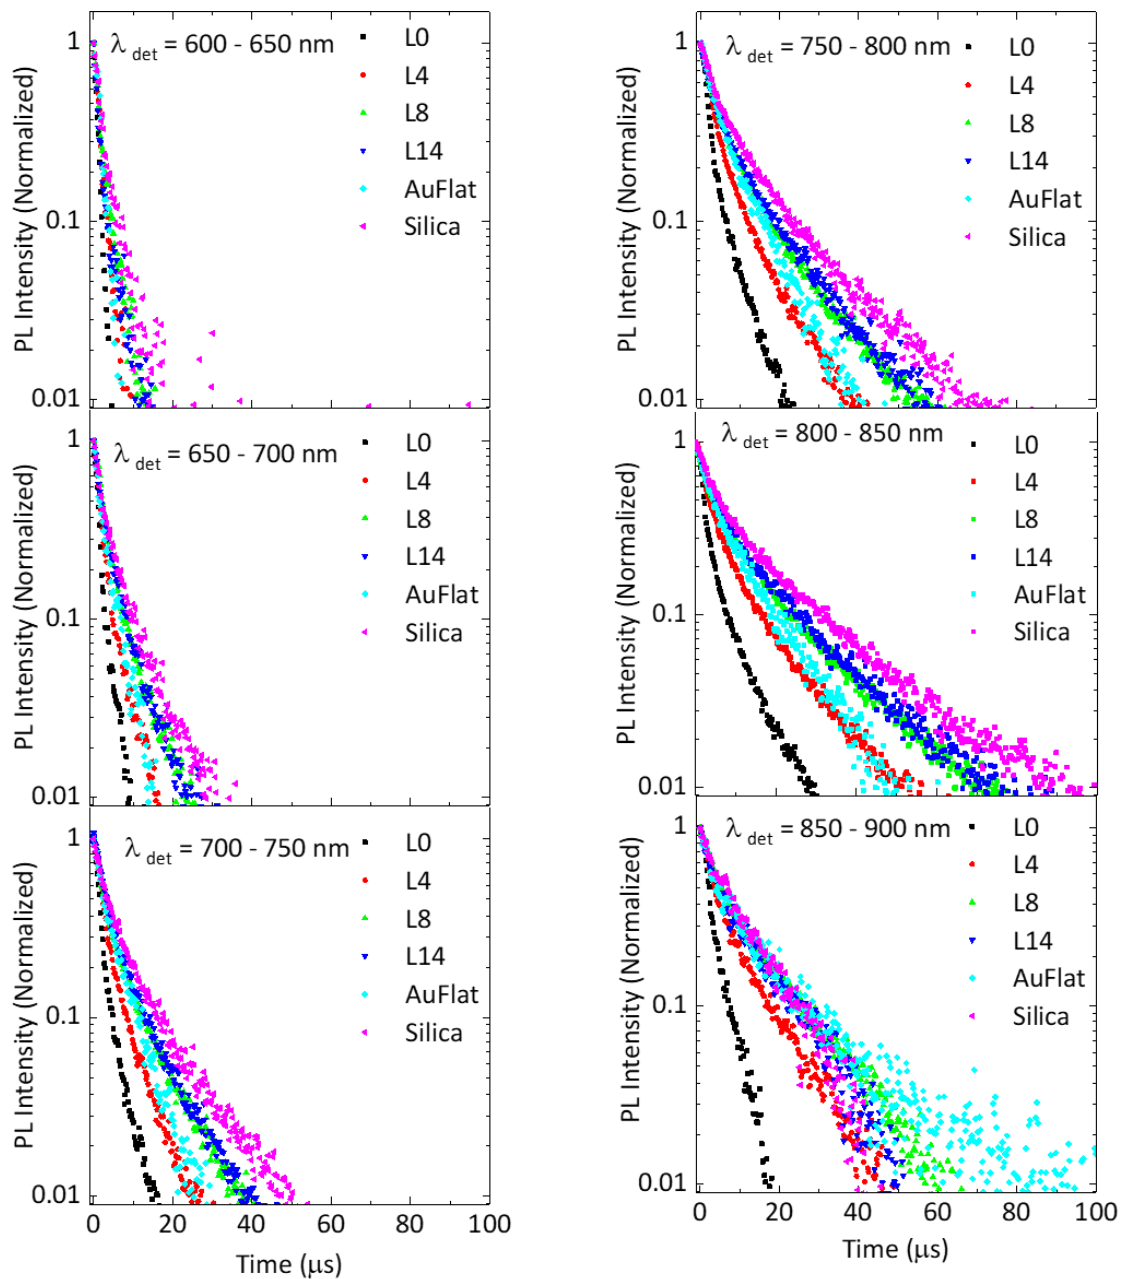 PL Intensity (Normalized)
1
0.1
0.01
λ det = 600 - 650 nm
L0
L4
L8
L14
AuFlat
Silica
PL Intensity (Normalized)
1
0.1
0.01
λ det = 650 - 700 nm
L0
L4
L8
L14
AuFlat
Silica
PL Intensity (Normalized)
1
0.1
0.01
λ det = 700 - 750 nm
L0
L4
L8
L14
AuFlat
Silica
0 20 40 60 80 100
Time (μs)
PL Intensity (Normalized)
1
0.1
0.01
λ det = 750 - 800 nm
L0
L4
L8
L14
AuFlat
Silica
PL Intensity (Normalized)
1
0.1
0.01
λ det = 800 - 850 nm
L0
L4
L8
L14
AuFlat
Silica
PL Intensity (Normalized)
1
0.1
0.01
λ det = 850 - 900 nm
L0
L4
L8
L14
AuFlat
Silica
0 20 40 60 80 100
Time (μs)